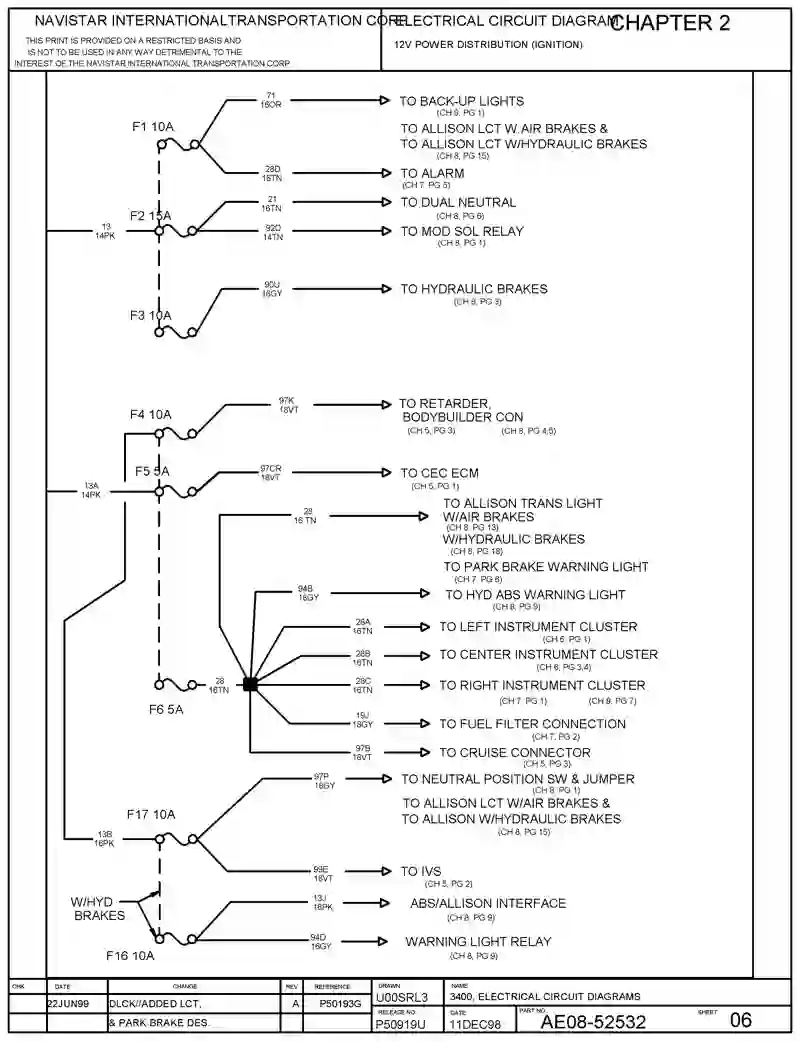 NAVISTAR INTERNATIONALTRANSPORTATION CORP.
THIS PRINT IS PROVIDED ON A RESTRICTED BASIS AND
IS NOT TO BE USED IN ANY WAY DETRIMENTAL TO THE
INTEREST OF THE NAVISTAR INTERNATIONAL TRANSPORTATION CORP
ELECTRICAL CIRCUIT DIAGRAM
CHAPTER 2
12V POWER DISTRIBUTION (IGNITION)
71
16OR
TO BACK-UP LIGHTS
(CH 9, PG 1)
F1 10A
TO ALLISON LCT W.AIR BRAKES &
TO ALLISON LCT W/HYDRAULIC BRAKES
(CH 8, PG 15)
28D
16TN
TO ALARM
(CH 7 PG 5)
21
16TN
TO DUAL NEUTRAL
(CH 8, PG 6)
F2 15A
13
14PK
92D
14TN
TO MOD SOL RELAY
(CH 8, PG 1)
90U
16GY
TO HYDRAULIC BRAKES
(CH 8, PG 3)
F3 10A
97K
18VT
TO RETARDER,
BODYBUILDER CON
(CH 5, PG 3)
(CH 8, PG 4,5)
F4 10A
F5 5A
97CR
18VT
TO CEC ECM
(CH 5, PG 1)
13A
14PK
28
16 TN
TO ALLISON TRANS LIGHT
W/AIR BRAKES
(CH 8 PG 13)
W/HYDRAULIC BRAKES
(CH 8, PG 18)
TO PARK BRAKE WARNING LIGHT
(CH 7 PG 6)
94B
18GY
TO HYD ABS WARNING LIGHT
(CH 8, PG 9)
28A
16TN
TO LEFT INSTRUMENT CLUSTER
(CH 6 PG 1)
28B
16TN
TO CENTER INSTRUMENT CLUSTER
(CH 6, PG 3,4)
28
16TN
28C
16TN
TO RIGHT INSTRUMENT CLUSTER
(CH 7 PG 1)
(CH 9, PG 7)
F6 5A
19J
18GY
TO FUEL FILTER CONNECTION
(CH 7, PG 2)
97B
18VT
TO CRUISE CONNECTOR
(CH 5, PG 3)
97P
18GY
TO NEUTRAL POSITION SW & JUMPER
(CH 8 PG 1)
TO ALLISON LCT W/AIR BRAKES &
TO ALLISON W/HYDRAULIC BRAKES
(CH 8, PG 15)
F17 10A
13B
16PK
99E
18VT
TO IVS
(CH 5, PG 2)
W/HYD
BRAKES
13J
16PK
ABS/ALLISON INTERFACE
(CH 8 PG 9)
94D
16GY
WARNING LIGHT RELAY
(CH 8, PG 9)
F16 10A
CHK DATE CHANGE REV REFERENCE
22JUN99 DLCK//ADDED LCT, A P50193G
& PARK BRAKE DES.
DRAWN
U00SRL3
NAME
3400, ELECTRICAL CIRCUIT DIAGRAMS
RELEASE NO.
P50919U
DATE
11DEC98
PART NO.
AE08-52532
SHEET
06